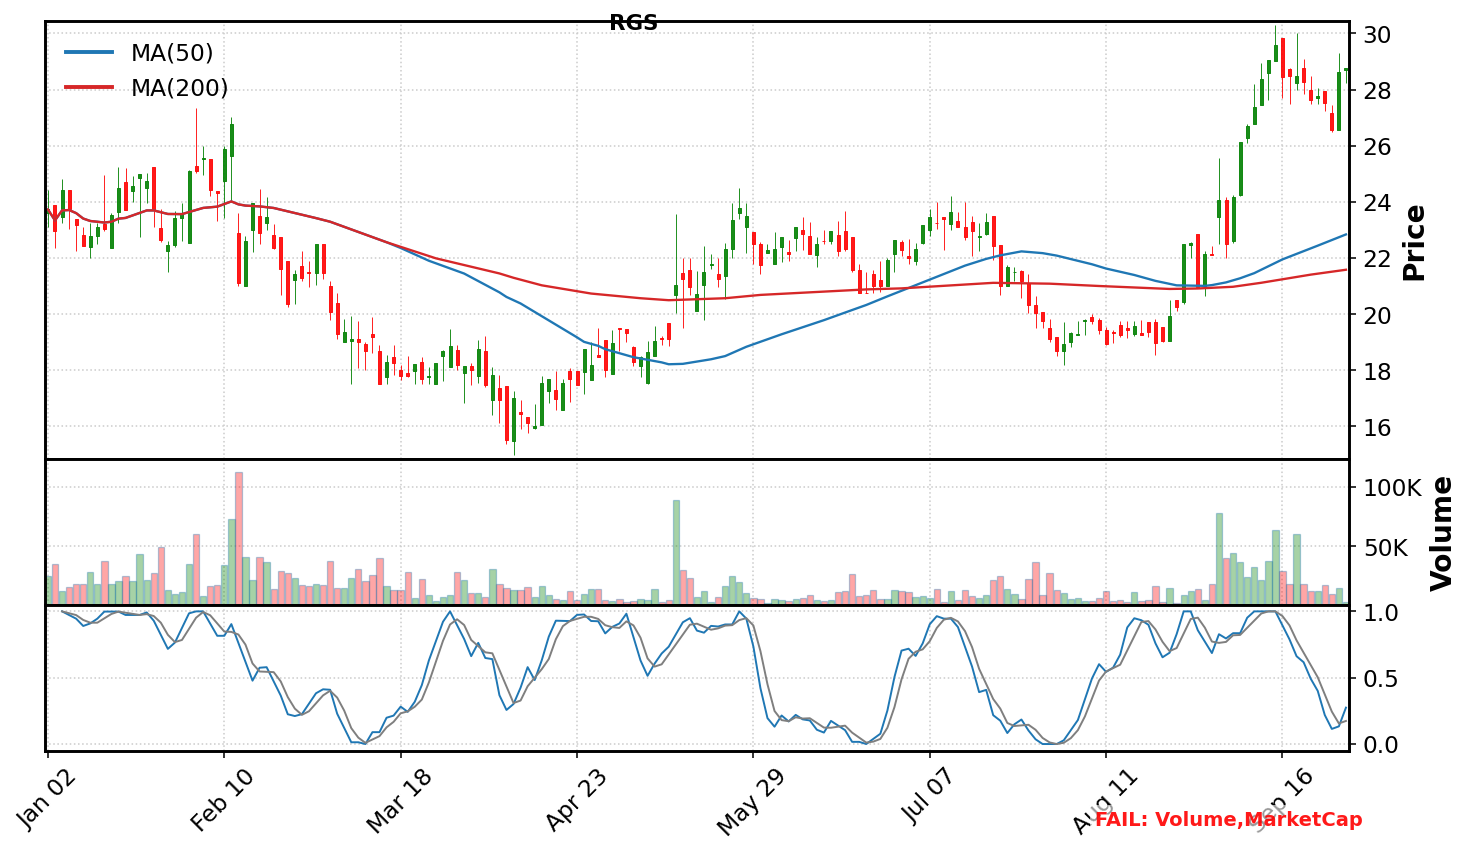 RGS
MA(50)
MA(200)
30
28
26
24
22
20
18
16
Price
100K
50K
Volume
1.0
0.5
0.0
Jan 02
Feb 10
Mar 18
Apr 23
May 29
Jul 07
Aug 11
Sep 16
FAIL: Volume,MarketCap